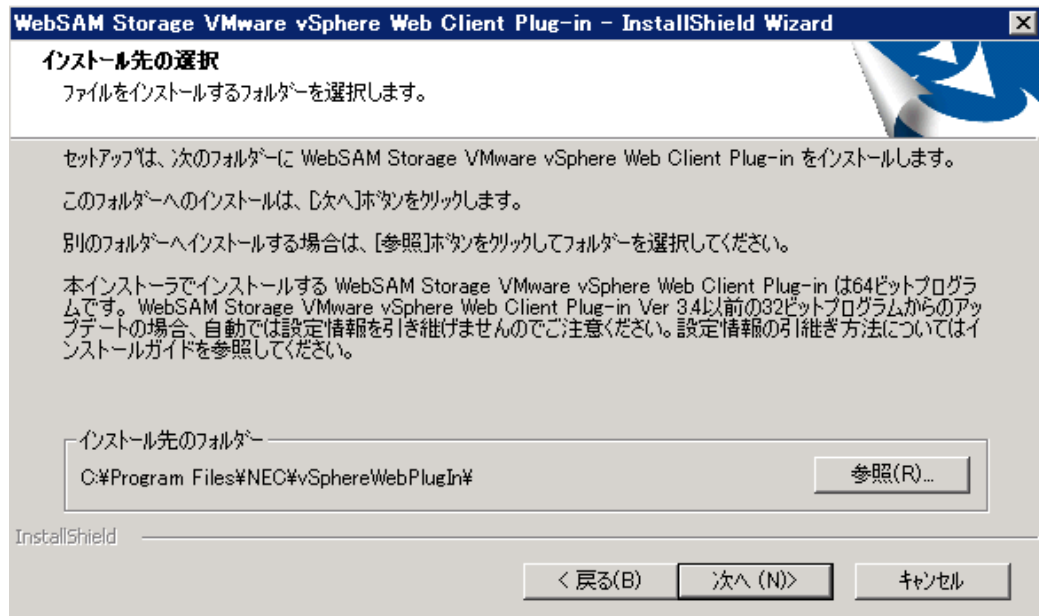 WebSAM Storage VMware vSphere Web Client Plug-in - InstallShield Wizard
インストール先の選択
ファイルをインストールするフォルダーを選択します。
セットアップは、次のフォルダーに WebSAM Storage VMware vSphere Web Client Plug-in をインストールします。
このフォルダーへのインストールは、[次へ]ボタンをクリックします。
別のフォルダーへインストールする場合は、[参照]ボタンをクリックしてフォルダーを選択してください。
本インストーラでインストールする WebSAM Storage VMware vSphere Web Client Plug-in は64ビットプログラ
ムです。WebSAM Storage VMware vSphere Web Client Plug-in Ver 3.4以前の32ビットプログラムからのアッ
プデートの場合、自動では設定情報を引き継げませんのでご注意ください。設定情報の引継ぎ方法についてはイ
ンストールガイドを参照してください。
インストール先のフォルダー
C:¥Program Files¥NEC¥vSphereWebPlugIn¥
参照(R)...
InstallShield
< 戻る(B)
次へ (N)>
キャンセル